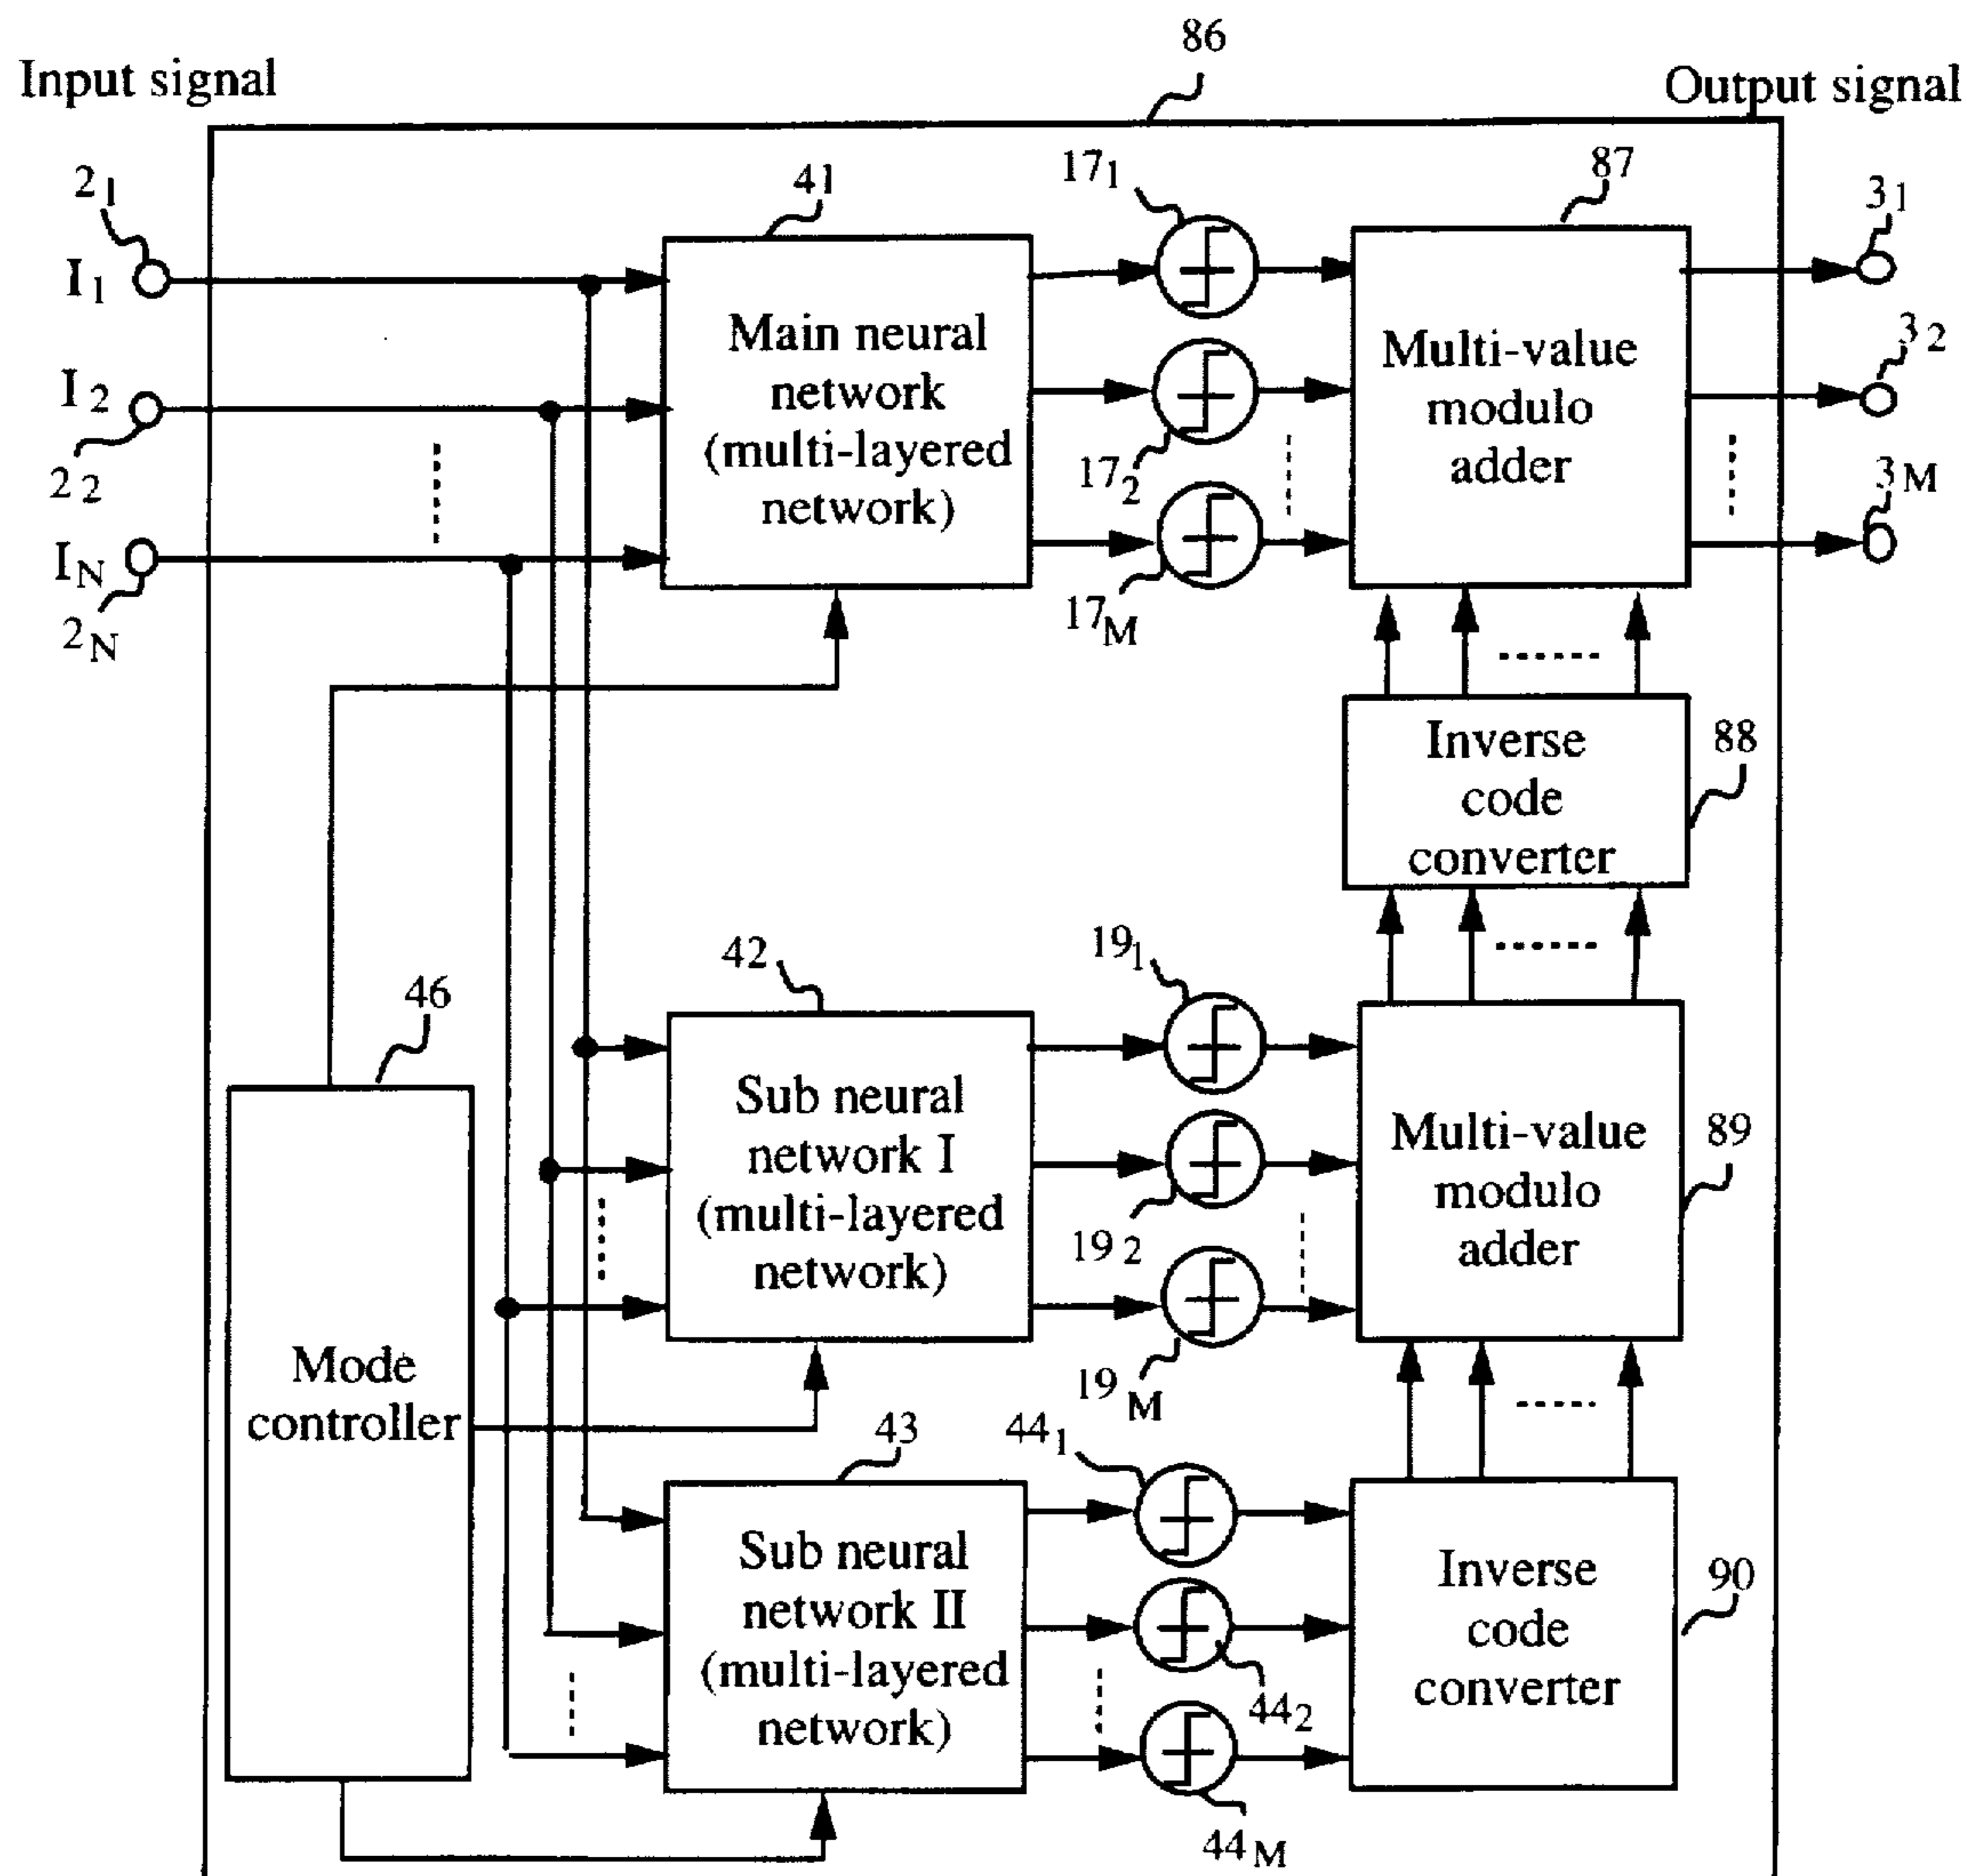 86
Input signal
Output signal
2₁
41
17₁
87
3₁
I₁
Main neural
network
(multi-layered
network)
Multi-value
modulo
adder
I₂
2₂
17₂
3₂
I_N
2_N
17_M
3_M
Inverse
code
converter
88
42
19₁
46
Sub neural
network I
(multi-layered
network)
19₂
Multi-value
modulo
adder
89
Mode
controller
19_M
43
44₁
Sub neural
network II
(multi-layered
network)
44₂
Inverse
code
converter
90
44_M